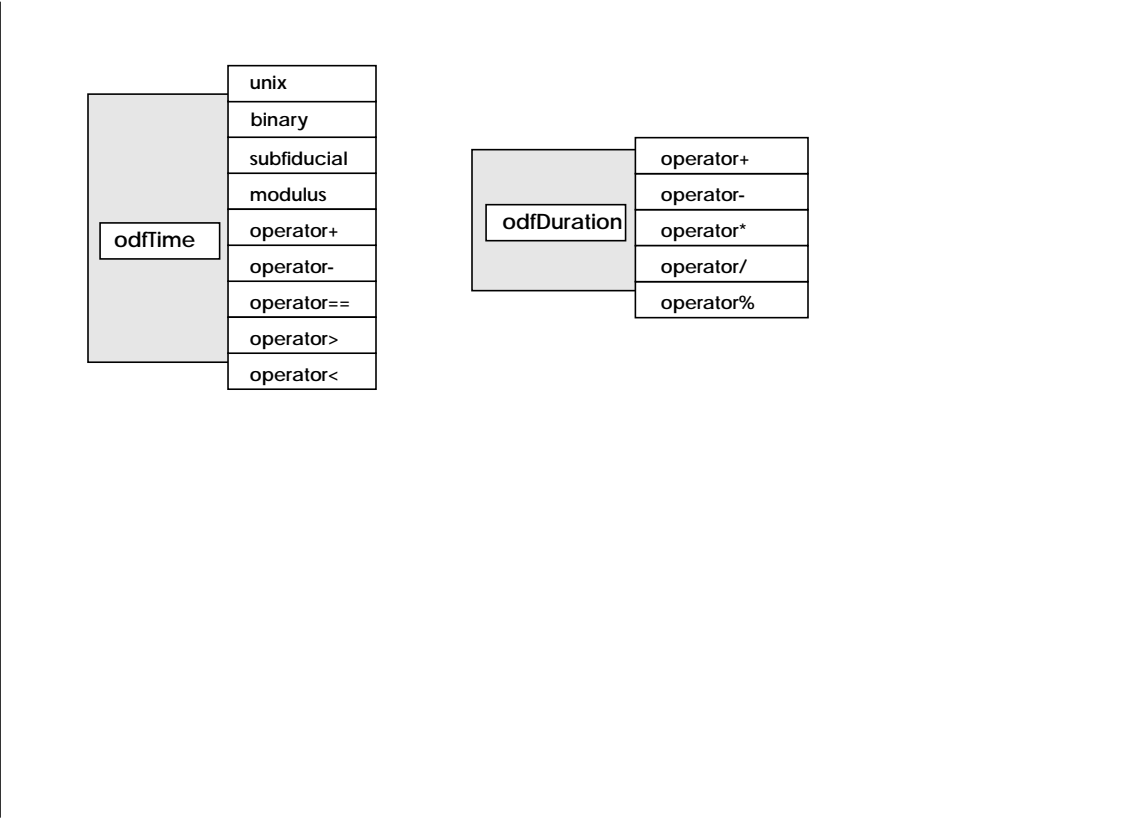 unix
binary
subfiducial
modulus
odfTime
operator+
operator-
operator==
operator>
operator<
operator+
operator-
odfDuration
operator*
operator/
operator%